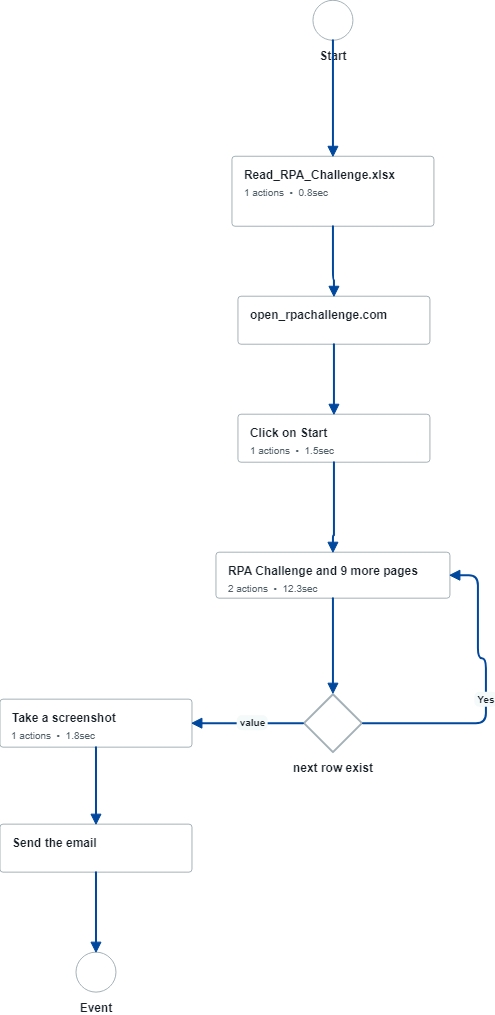 Start
Read_RPA_Challenge.xlsx
1 actions • 0.8sec
open_rpachallenge.com
Click on Start
1 actions • 1.5sec
RPA Challenge and 9 more pages
2 actions • 12.3sec
Yes
value
next row exist
Take a screenshot
1 actions • 1.8sec
Send the email
Event